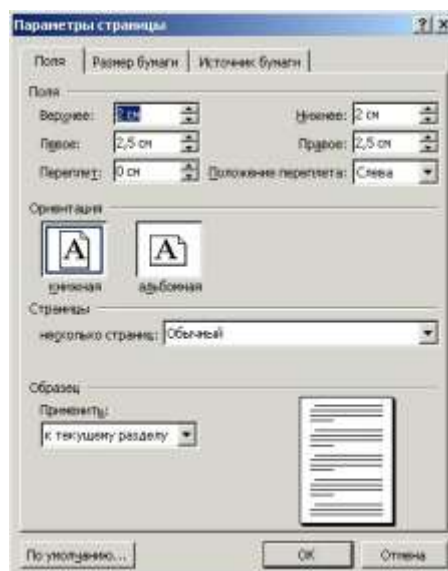 Параметры страницы
Поля Размер бумаги Источник бумаги
Поля
Верхнее: 2 см Нижнее: 2 см
Левое: 2,5 см Правое: 2,5 см
Переплет: 0 см Положение переплета: Слева
Ориентация
A A
книжная альбомная
Страницы
несколько страниц: Обычный
Образец
Применить:
к текущему разделу
По умолчанию... ОК Отмена